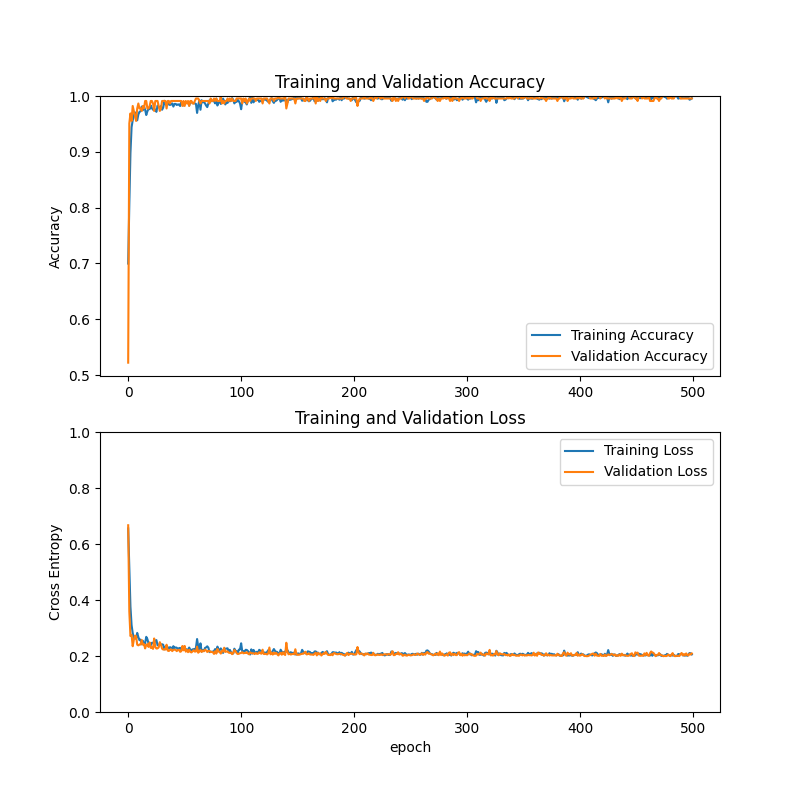 Training and Validation Accuracy
1.0
0.9
0.8
0.7
0.6
0.5
Accuracy
Training Accuracy
Validation Accuracy
0 100 200 300 400 500
Training and Validation Loss
1.0
0.8
0.6
0.4
0.2
0.0
Cross Entropy
Training Loss
Validation Loss
0 100 200 300 400 500
epoch